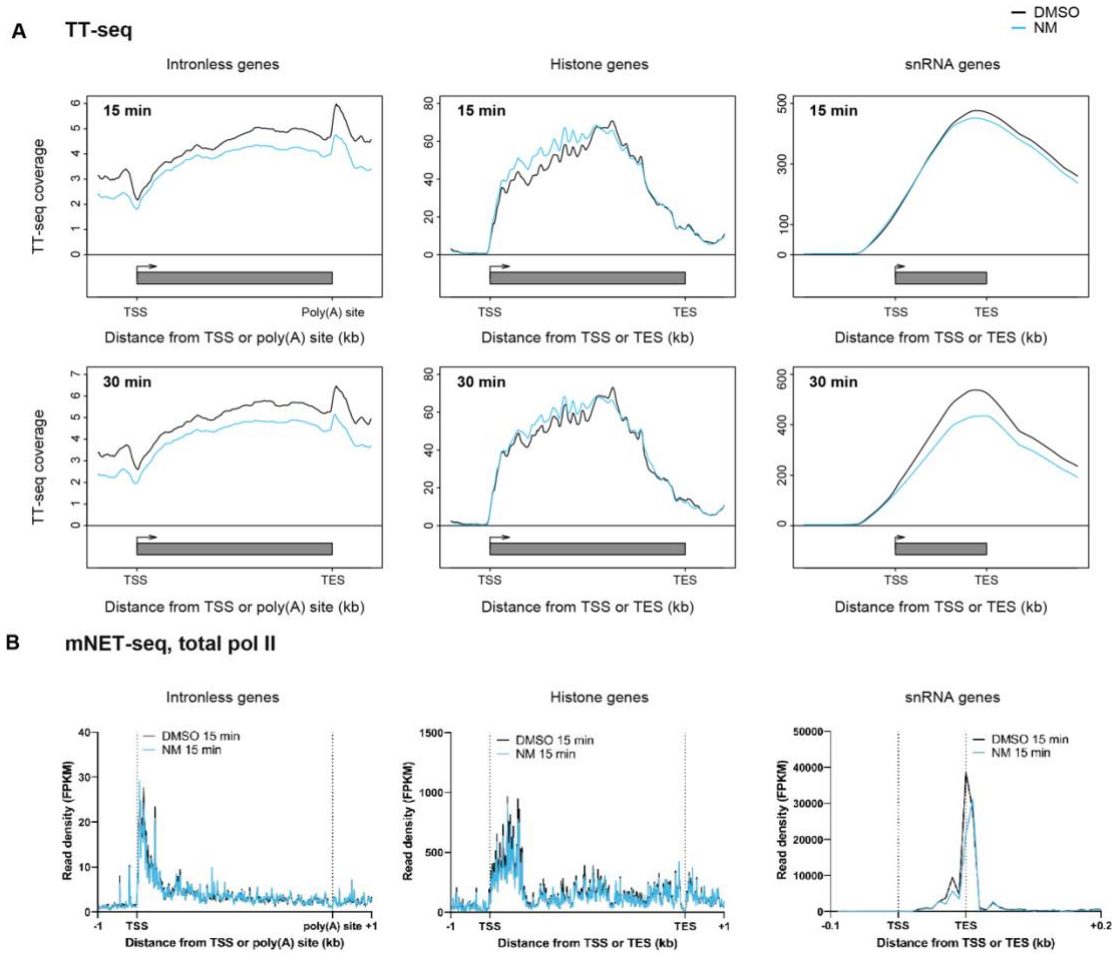 DMSO
NM
A TT-seq
Intronless genes
Histone genes
snRNA genes
TT-seq coverage
6
5
4
3
2
1
0
15 min
TSS
Poly(A) site
Distance from TSS or poly(A) site (kb)
80
60
40
20
0
15 min
TSS
TES
Distance from TSS or TES (kb)
500
300
100
0
15 min
TSS
TES
Distance from TSS or TES (kb)
TT-seq coverage
7
6
5
4
3
2
1
0
30 min
TSS
TES
Distance from TSS or poly(A) site (kb)
80
60
40
20
0
30 min
TSS
TES
Distance from TSS or TES (kb)
600
400
200
0
30 min
TSS
TES
Distance from TSS or TES (kb)
B mNET-seq, total pol II
Intronless genes
Histone genes
snRNA genes
Read density (FPKM)
40
30
20
10
0
DMSO 15 min
NM 15 min
-1
TSS
poly(A) site
+1
Distance from TSS or poly(A) site (kb)
Read density (FPKM)
1500
1000
500
0
DMSO 15 min
NM 15 min
-1
TSS
TES
+1
Distance from TSS or TES (kb)
Read density (FPKM)
50000
40000
30000
20000
10000
0
DMSO 15 min
NM 15 min
-0.1
TSS
TES
+0.2
Distance from TSS or TES (kb)